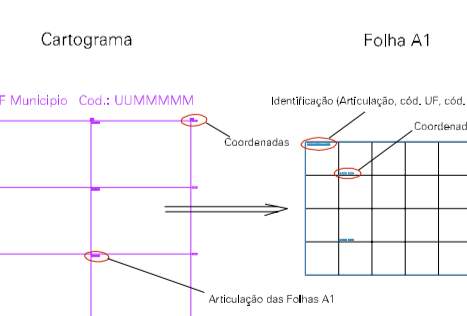 Cartograma
Folha A1
F Municipio Cod.: UUMMMMM
Identificação (Articulação, cód. UF, cód.
Coordenadas
Coordenad
Articulação das Folhas A1